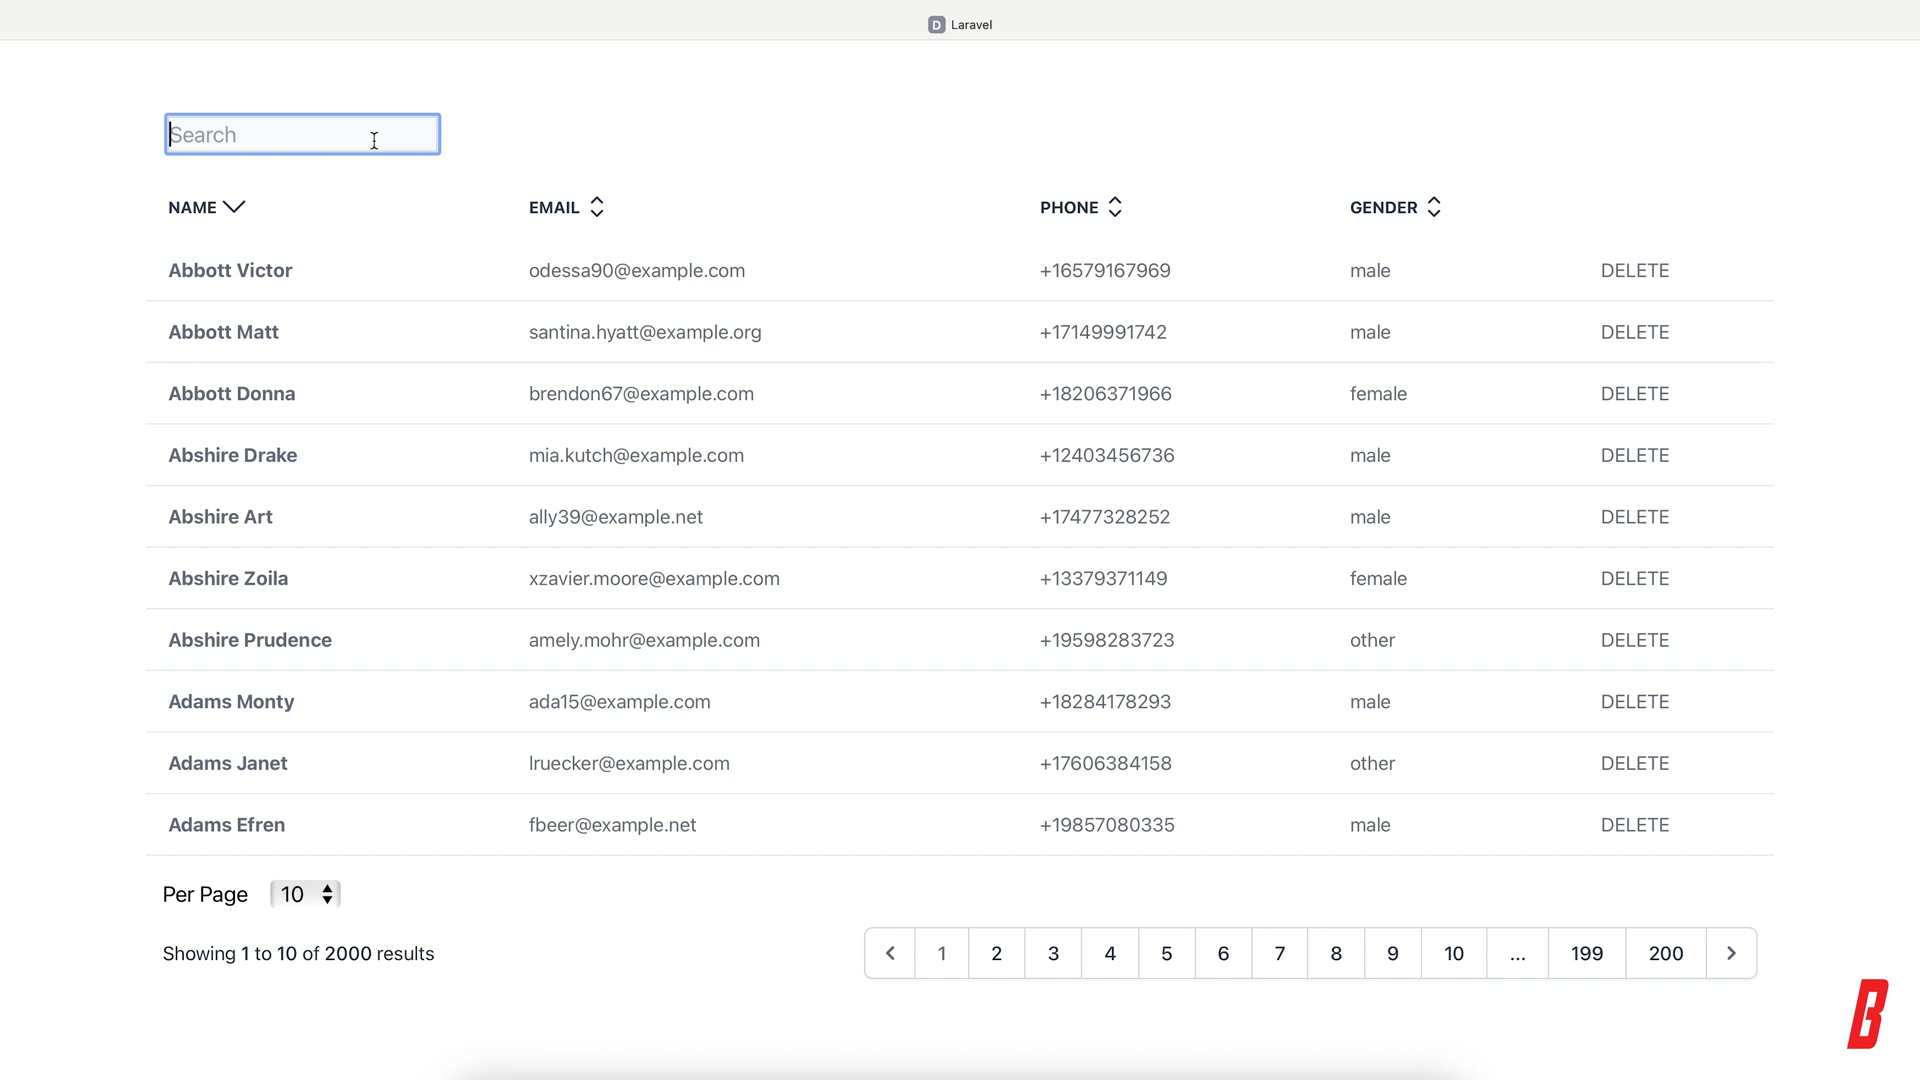 D Laravel
Search
NAME EMAIL PHONE GENDER
Abbott Victor odessa90@example.com +16579167969 male DELETE
Abbott Matt santina.hyatt@example.org +17149991742 male DELETE
Abbott Donna brendon67@example.com +18206371966 female DELETE
Abshire Drake mia.kutch@example.com +12403456736 male DELETE
Abshire Art ally39@example.net +17477328252 male DELETE
Abshire Zoila xzavier.moore@example.com +13379371149 female DELETE
Abshire Prudence amely.mohr@example.com +19598283723 other DELETE
Adams Monty ada15@example.com +18284178293 male DELETE
Adams Janet lruecker@example.com +17606384158 other DELETE
Adams Efren fbeer@example.net +19857080335 male DELETE
Per Page 10
Showing 1 to 10 of 2000 results 1 2 3 4 5 6 7 8 9 10 ... 199 200
B